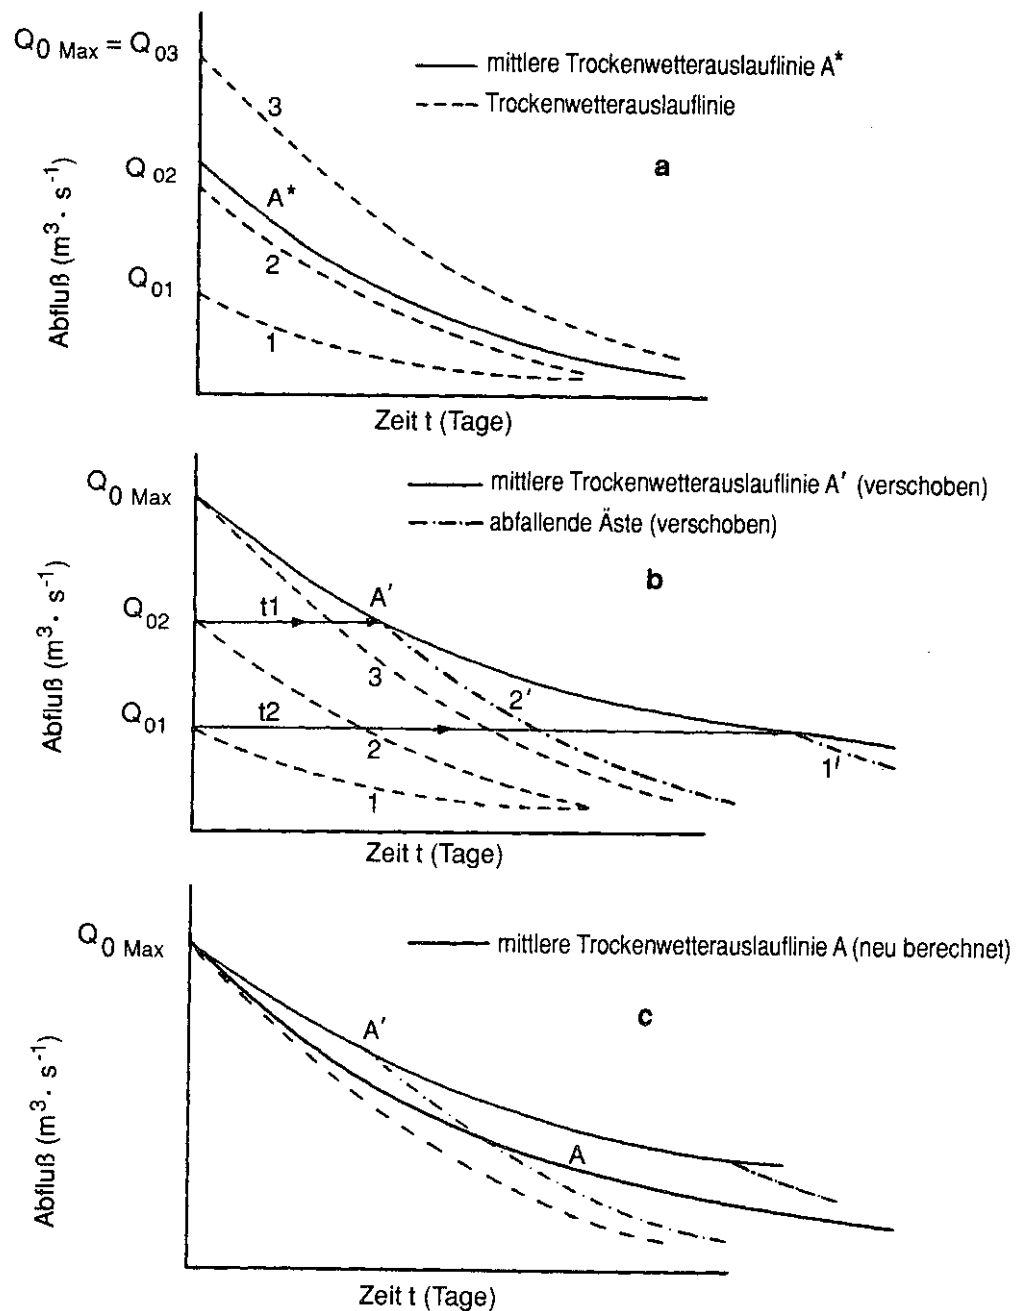 Q0 Max = Q03
mittlere Trockenwetterauslauflinie A*
Trockenwetterauslauflinie
3
a
Q02
A*
2
Q01
1
Abfluß (m³ · s⁻¹)
Zeit t (Tage)
Q0 Max
mittlere Trockenwetterauslauflinie A′ (verschoben)
abfallende Äste (verschoben)
b
A′
Q02
t1
3
2′
Q01
t2
2
1′
1
Abfluß (m³ · s⁻¹)
Zeit t (Tage)
Q0 Max
mittlere Trockenwetterauslauflinie A (neu berechnet)
c
A′
A
Abfluß (m³ · s⁻¹)
Zeit t (Tage)